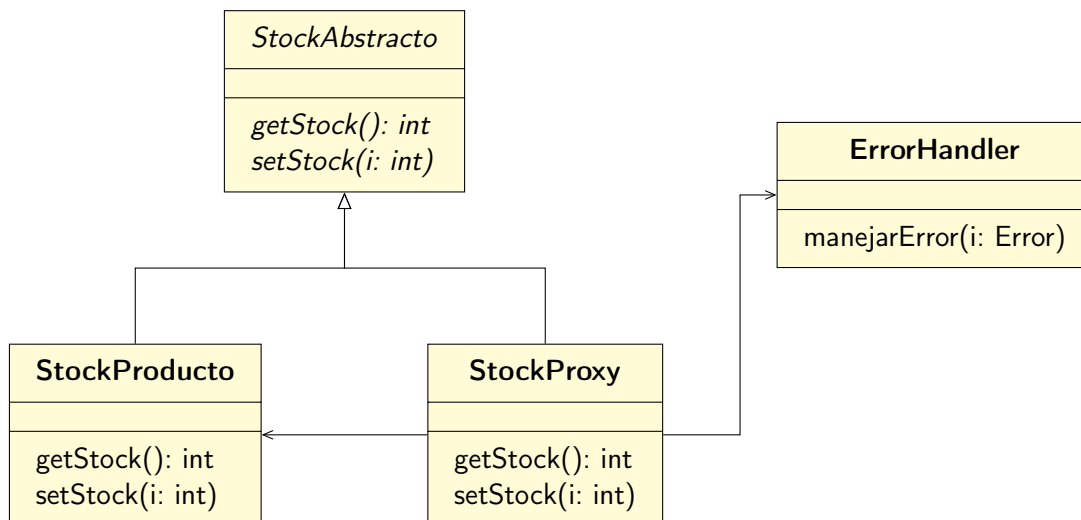 StockAbstracto
getStock(): int
setStock(i: int)
ErrorHandler
manejarError(i: Error)
StockProducto
getStock(): int
setStock(i: int)
StockProxy
getStock(): int
setStock(i: int)